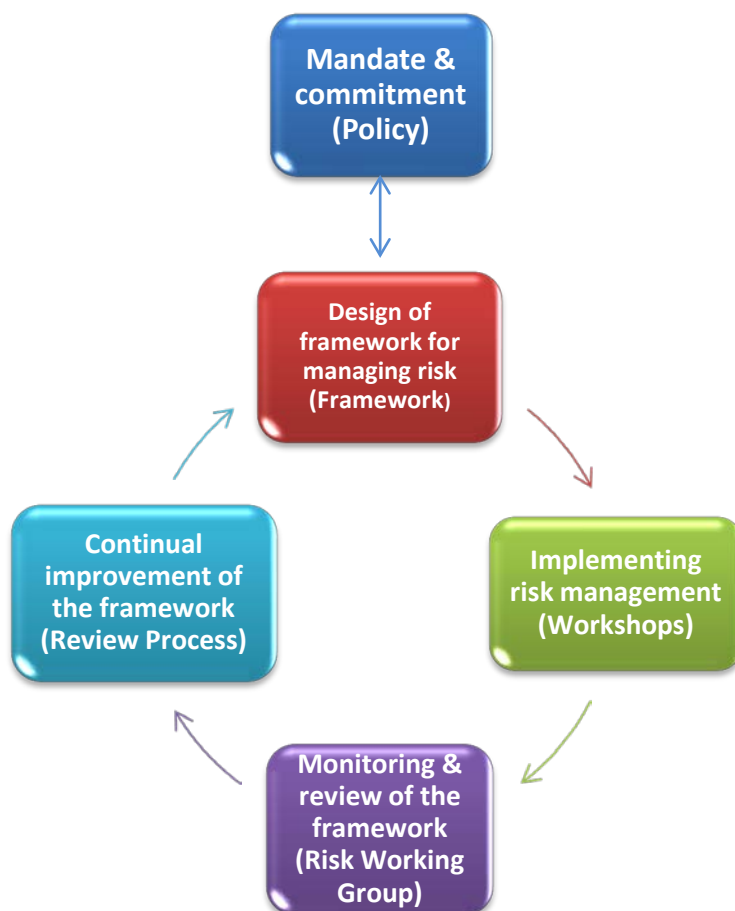 Mandate &
commitment
(Policy)
Design of
framework for
managing risk
(Framework)
Continual
improvement of
the framework
(Review Process)
Implementing
risk management
(Workshops)
Monitoring &
review of the
framework
(Risk Working
Group)